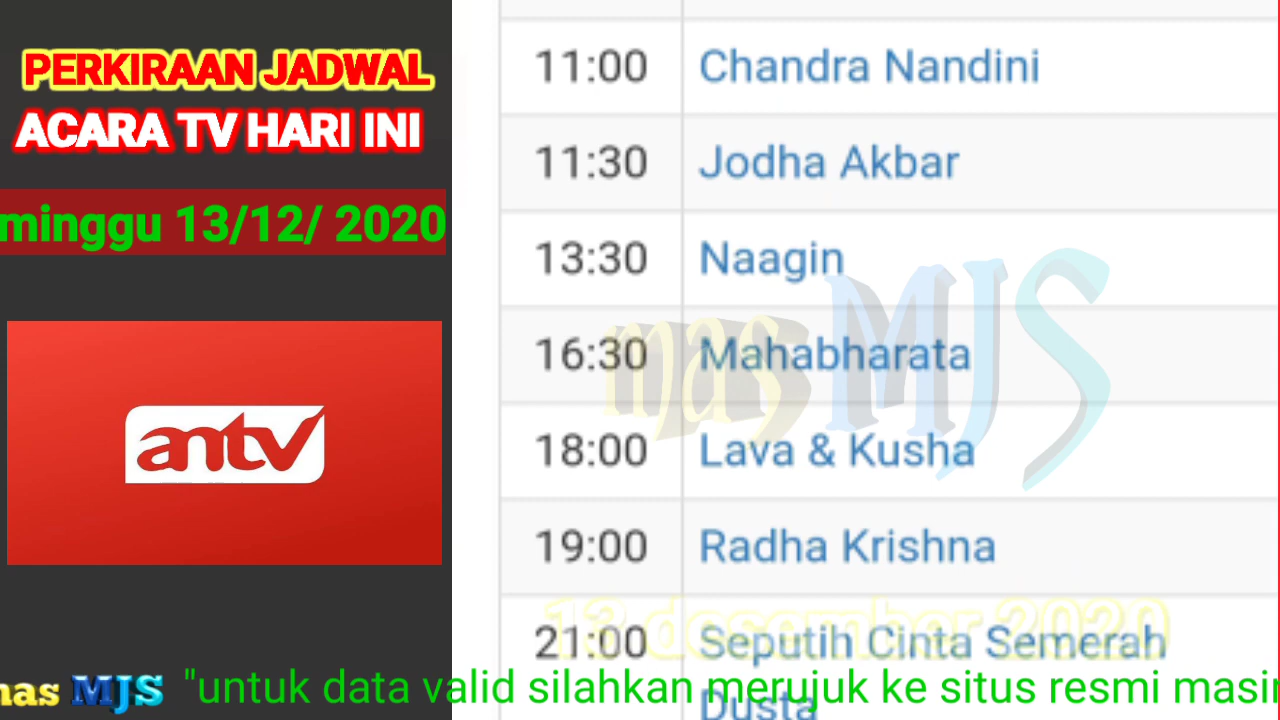 PERKIRAAN JADWAL
ACARA TV HARI INI
minggu 13/12/ 2020
antv
11:00 Chandra Nandini
11:30 Jodha Akbar
13:30 Naagin
16:30 Mahabharata
18:00 Lava & Kusha
19:00 Radha Krishna
21:00 Seputih Cinta Semerah
Dusta
mas MJS
13 desember 2020
mas MJS "untuk data valid silahkan merujuk ke situs resmi masin